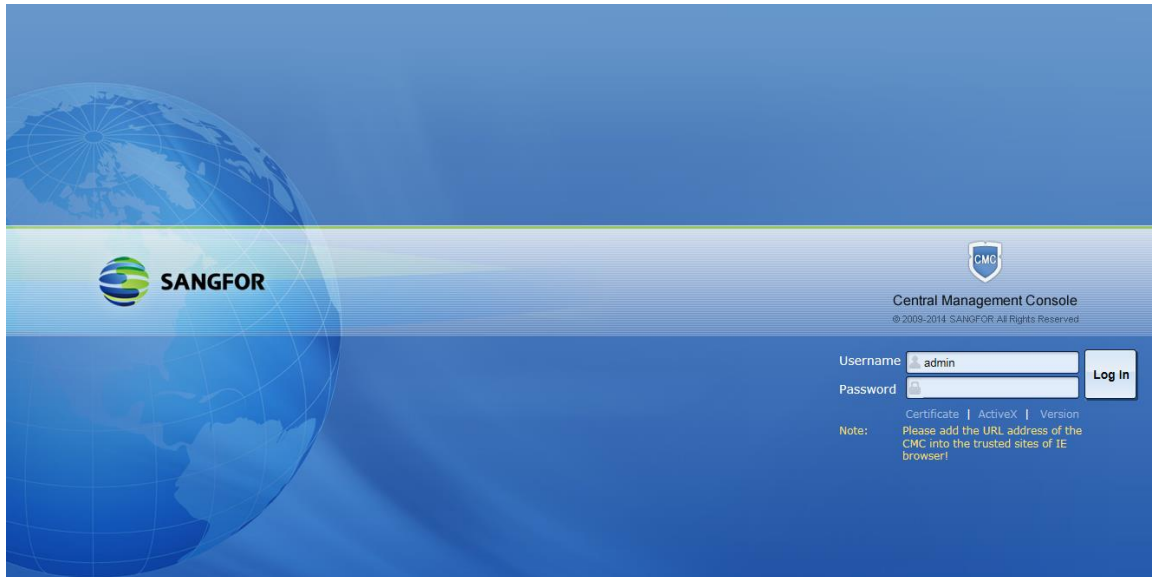 SANGFOR
CMC
Central Management Console
© 2009-2014 SANGFOR All Rights Reserved
Username admin
Log In
Password
Certificate | ActiveX | Version
Note: Please add the URL address of the
CMC into the trusted sites of IE
browser!